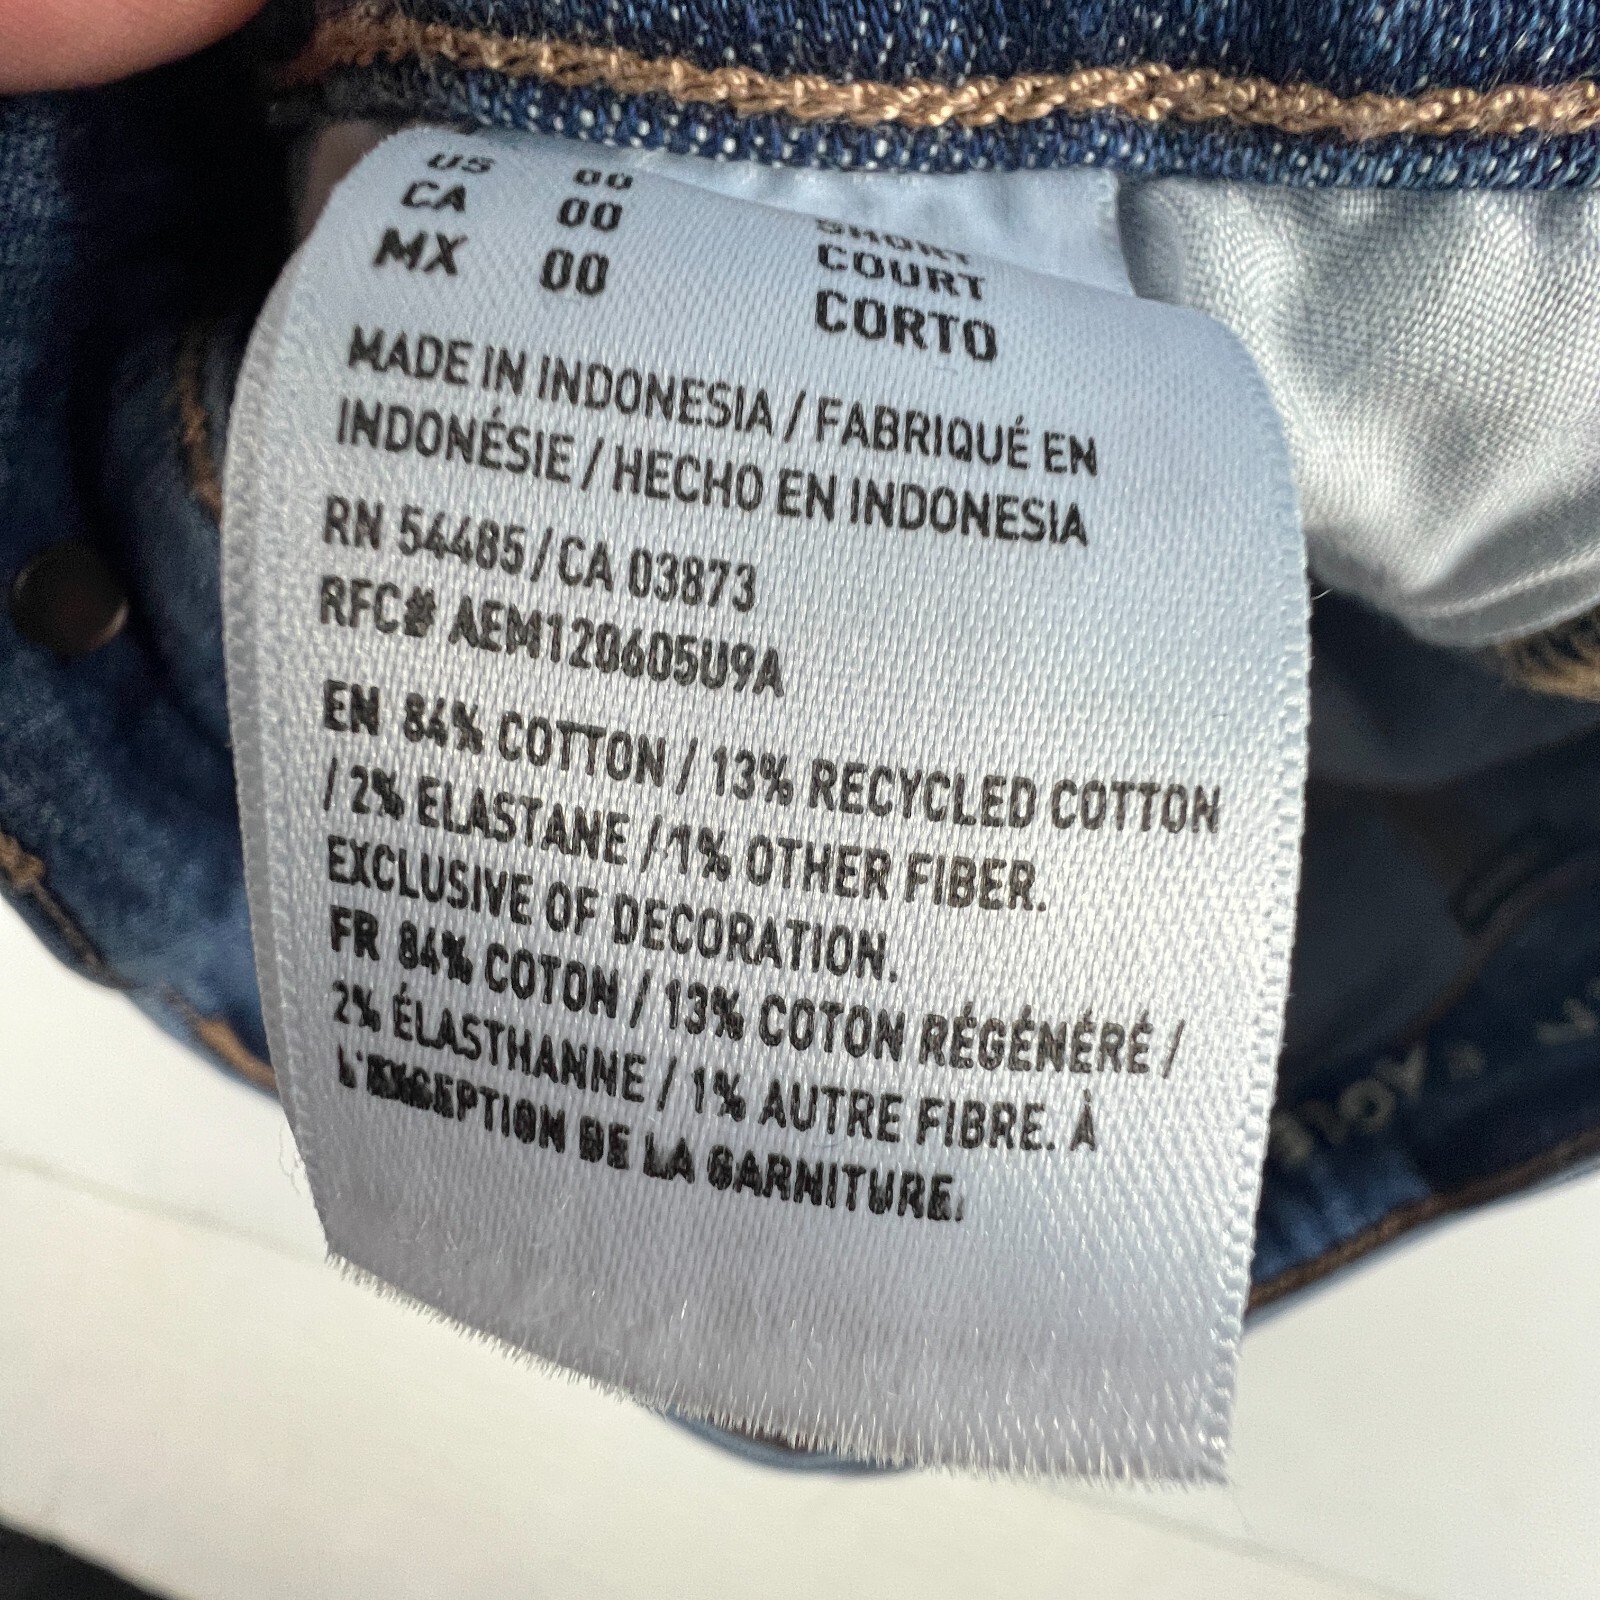 US 00 SHORT
CA 00 COURT
MX 00 CORTO
MADE IN INDONESIA / FABRIQUÉ EN
INDONÉSIE / HECHO EN INDONESIA
RN 54485 / CA 03873
RFC# AEM120605U9A
EN 84% COTTON / 13% RECYCLED COTTON
/ 2% ELASTANE / 1% OTHER FIBER.
EXCLUSIVE OF DECORATION.
FR 84% COTON / 13% COTON RÉGÉNÉRÉ /
2% ÉLASTHANNE / 1% AUTRE FIBRE. À
L'EXCEPTION DE LA GARNITURE.